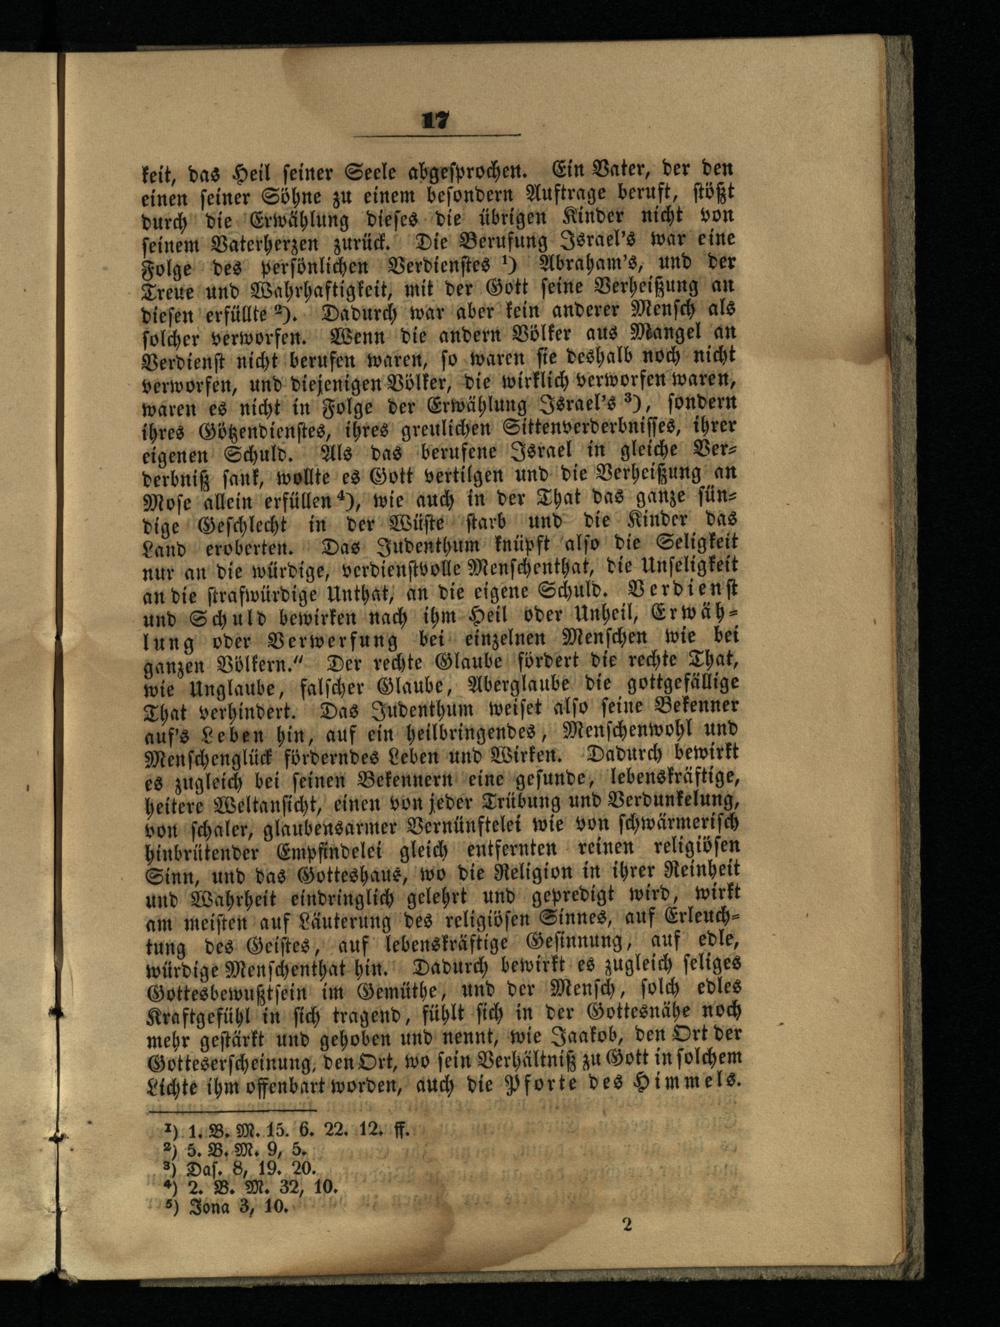 17
keit, das Heil seiner Seele abgesprochen. Ein Vater, der den
einen seiner Söhne zu einem besondern Auftrage beruft, stößt
durch die Erwählung dieses die übrigen Kinder nicht von
seinem Vaterherzen zurück. Die Berufung Israel's war eine
Folge des persönlichen Verdienstes ¹) Abraham's, und der
Treue und Wahrhaftigkeit, mit der Gott seine Verheißung an
diesen erfüllte ²). Dadurch war aber kein anderer Mensch als
solcher verworfen. Wenn die andern Völker aus Mangel an
Verdienst nicht berufen waren, so waren sie deshalb noch nicht
verworfen, und diejenigen Völker, die wirklich verworfen waren,
waren es nicht in Folge der Erwählung Israel's ³), sondern
ihres Götzendienstes, ihres greulichen Sittenverderbnisses, ihrer
eigenen Schuld. Als das berufene Israel in gleiche Ver-
derbniß sank, wollte es Gott vertilgen und die Verheißung an
Mose allein erfüllen ⁴), wie auch in der That das ganze sün-
dige Geschlecht in der Wüste starb und die Kinder das
Land eroberten. Das Judenthum knüpft also die Seligkeit
nur an die würdige, verdienstvolle Menschenthat, die Unseligkeit
an die strafwürdige Unthat, an die eigene Schuld. Verdienst
und Schuld bewirken nach ihm Heil oder Unheil, Erwäh-
lung oder Verwerfung bei einzelnen Menschen wie bei
ganzen Völkern.“ Der rechte Glaube fördert die rechte That,
wie Unglaube, falscher Glaube, Aberglaube die gottgefällige
That verhindert. Das Judenthum weiset also seine Bekenner
auf's Leben hin, auf ein heilbringendes, Menschenwohl und
Menschenglück förderndes Leben und Wirken. Dadurch bewirkt
es zugleich bei seinen Bekennern eine gesunde, lebenskräftige,
heitere Weltansicht, einen von jeder Trübung und Verdunkelung,
von schaler, glaubensarmer Vernünftelei wie von schwärmerisch
hinbrütender Empfindelei gleich entfernten reinen religiösen
Sinn, und das Gotteshaus, wo die Religion in ihrer Reinheit
und Wahrheit eindringlich gelehrt und gepredigt wird, wirkt
am meisten auf Läuterung des religiösen Sinnes, auf Erleuch-
tung des Geistes, auf lebenskräftige Gesinnung, auf edle,
würdige Menschenthat hin. Dadurch bewirkt es zugleich seliges
Gottesbewußtsein im Gemüthe, und der Mensch, solch edles
Kraftgefühl in sich tragend, fühlt sich in der Gottesnähe noch
mehr gestärkt und gehoben und nennt, wie Jaakob, den Ort der
Gotteserscheinung, den Ort, wo sein Verhältniß zu Gott in solchem
Lichte ihm offenbart worden, auch die Pforte des Himmels.
¹) 1. B. M. 15. 6. 22. 12. ff.
²) 5. B. M. 9, 5.
³) Das. 8, 19. 20.
⁴) 2. B. M. 32, 10.
⁵) Jona 3, 10.
2